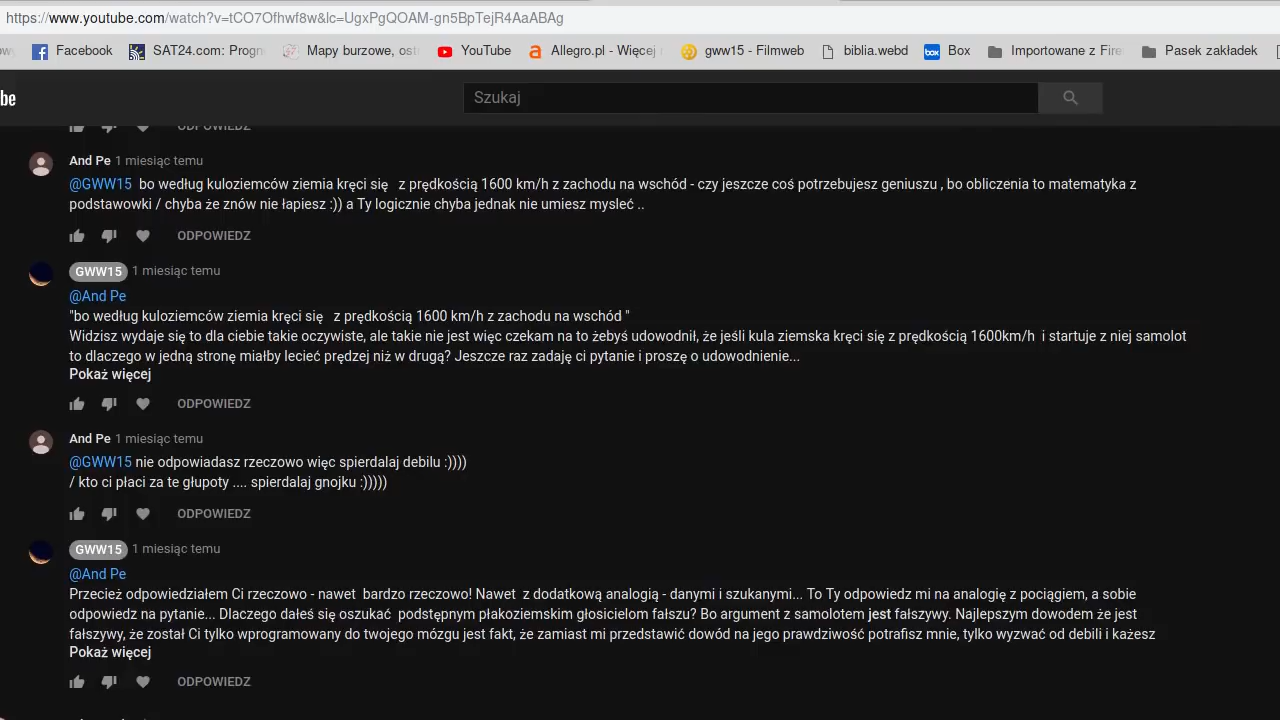 https://www.youtube.com/watch?v=tCO7Ofhwf8w&lc=UgxPgQOAM-gn5BpTejR4AaABAg
Facebook SAT24.com: Progn Mapy burzowe, ost YouTube Allegro.pl - Więcej gww15 - Filmweb biblia.webd Box Importowane z Fire Pasek zakładek
be Szukaj
ODPOWIEDZ
And Pe 1 miesiąc temu
@GWW15 bo według kuloziemców ziemia kręci się z prędkością 1600 km/h z zachodu na wschód - czy jeszcze coś potrzebujesz geniuszu , bo obliczenia to matematyka z
podstawowki / chyba że znów nie łapiesz :)) a Ty logicznie chyba jednak nie umiesz mysleć ..
ODPOWIEDZ
GWW15 1 miesiąc temu
@And Pe
"bo według kuloziemców ziemia kręci się z prędkością 1600 km/h z zachodu na wschód "
Widzisz wydaje się to dla ciebie takie oczywiste, ale takie nie jest więc czekam na to żebyś udowodnił, że jeśli kula ziemska kręci się z prędkością 1600km/h i startuje z niej samolot
to dlaczego w jedną stronę miałby lecieć prędzej niż w drugą? Jeszcze raz zadaję ci pytanie i proszę o udowodnienie...
Pokaż więcej
ODPOWIEDZ
And Pe 1 miesiąc temu
@GWW15 nie odpowiadasz rzeczowo więc spierdalaj debilu :))))
/ kto ci płaci za te głupoty .... spierdalaj gnojku :)))))
ODPOWIEDZ
GWW15 1 miesiąc temu
@And Pe
Przecież odpowiedziałem Ci rzeczowo - nawet bardzo rzeczowo! Nawet z dodatkową analogią - danymi i szukanymi... To Ty odpowiedz mi na analogię z pociągiem, a sobie
odpowiedz na pytanie... Dlaczego dałeś się oszukać podstępnym płakoziemskim głosicielom fałszu? Bo argument z samolotem jest fałszywy. Najlepszym dowodem że jest
fałszywy, że został Ci tylko wprogramowany do twojego mózgu jest fakt, że zamiast mi przedstawić dowód na jego prawdziwość potrafisz mnie, tylko wyzwać od debili i każesz
Pokaż więcej
ODPOWIEDZ